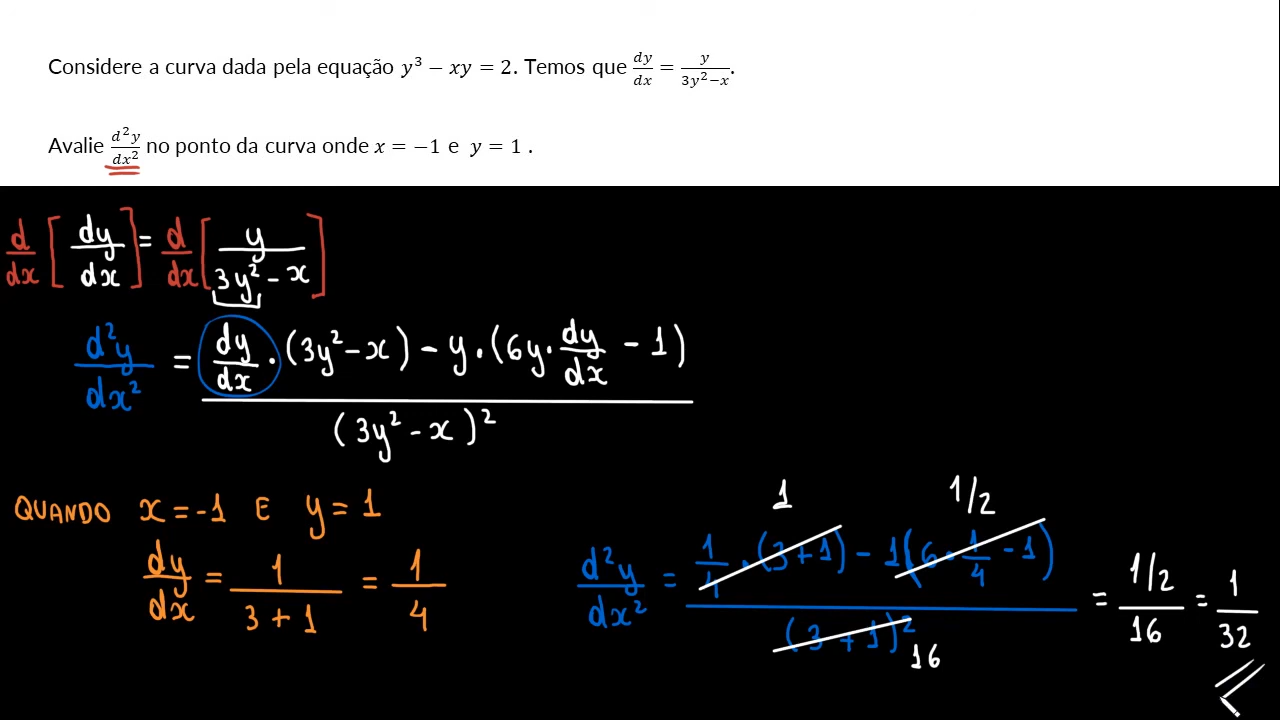 Considere a curva dada pela equação y³ − xy = 2. Temos que dy/dx = y/(3y²−x).
Avalie d²y/dx² no ponto da curva onde x = −1 e y = 1 .
d/dx [dy/dx] = d/dx [y/(3y² - x)]
d²y/dx² = (dy/dx · (3y² - x) - y · (6y · dy/dx - 1))/(3y² - x)²
QUANDO x = -1 E y = 1
dy/dx = 1/(3 + 1) = 1/4
1 1/2
d²y/dx² = (1/4 · (3 + 1) - 1(6 · 1/4 - 1))/(3 + 1)² = (1/2)/16 = 1/32
16